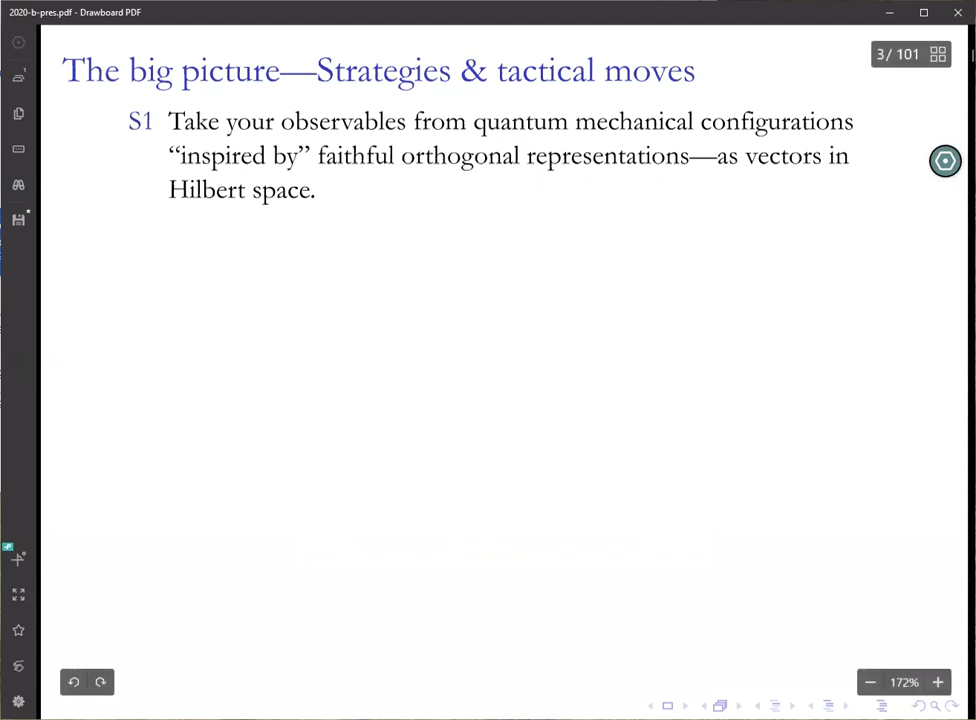 2020-b-pres.pdf - Drawboard PDF
The big picture—Strategies & tactical moves
3 / 101
S1 Take your observables from quantum mechanical configurations
“inspired by” faithful orthogonal representations—as vectors in
Hilbert space.
172%